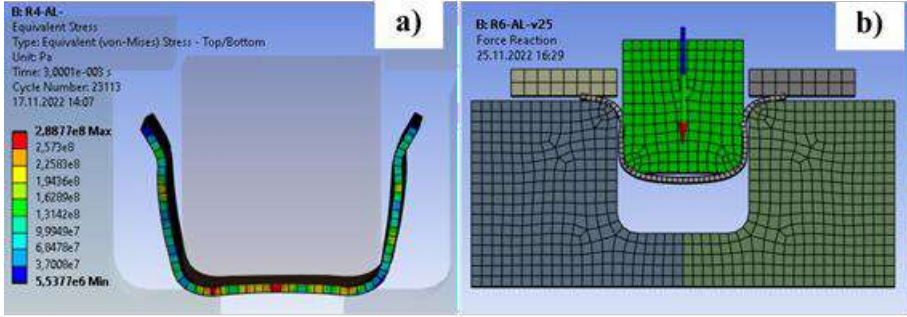 B: R4-AL-
Equivalent Stress
Type: Equivalent (von-Mises) Stress - Top/Bottom
Unit: Pa
Time: 3,0001e-003 s
Cycle Number: 23113
17.11.2022 14:07
a)
2,8877e8 Max
2,573e8
2,2583e8
1,9436e8
1,6289e8
1,3142e8
9,9949e7
6,8478e7
3,7008e7
5,5377e6 Min
B: R6-AL-v25
Force Reaction
25.11.2022 16:29
b)